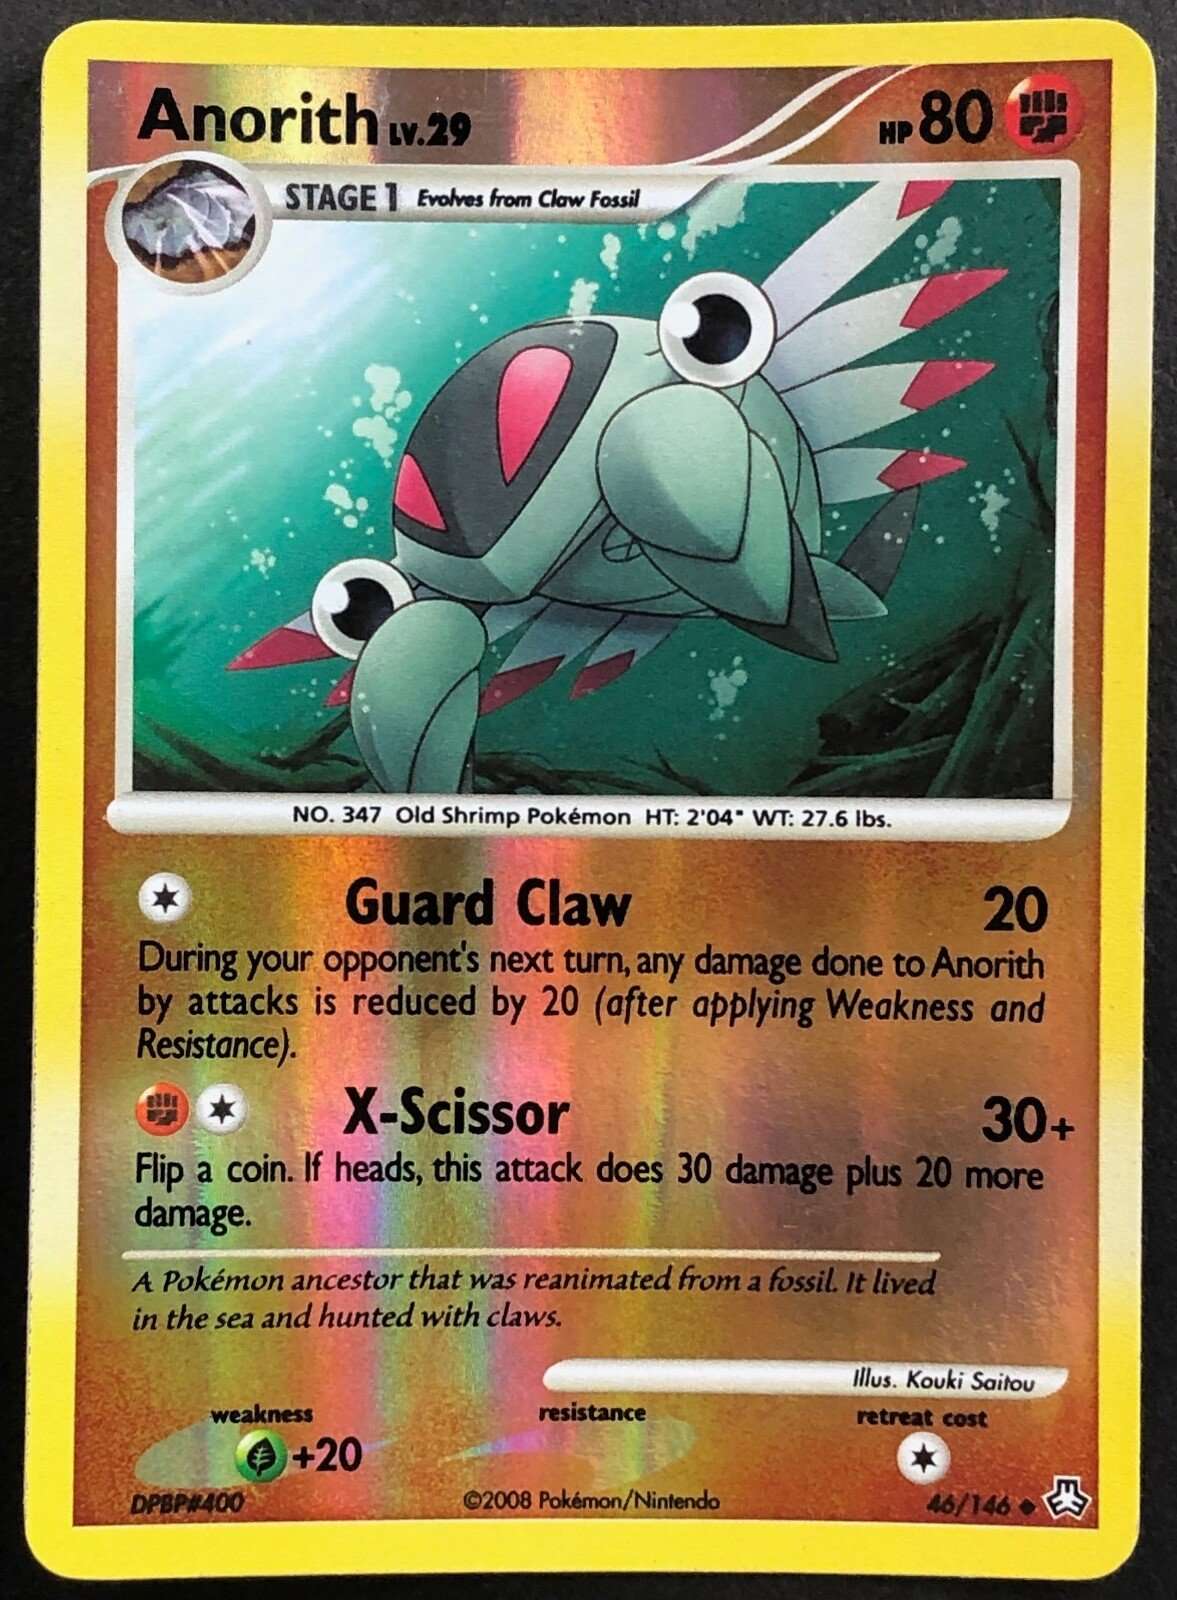 Anorith LV.29 HP 80
STAGE 1 Evolves from Claw Fossil
NO. 347 Old Shrimp Pokémon HT: 2'04" WT: 27.6 lbs.
Guard Claw 20
During your opponent's next turn, any damage done to Anorith
by attacks is reduced by 20 (after applying Weakness and
Resistance).
X-Scissor 30+
Flip a coin. If heads, this attack does 30 damage plus 20 more
damage.
A Pokémon ancestor that was reanimated from a fossil. It lived
in the sea and hunted with claws.
Illus. Kouki Saitou
weakness resistance retreat cost
+20
DPBP#400 ©2008 Pokémon/Nintendo 46/146